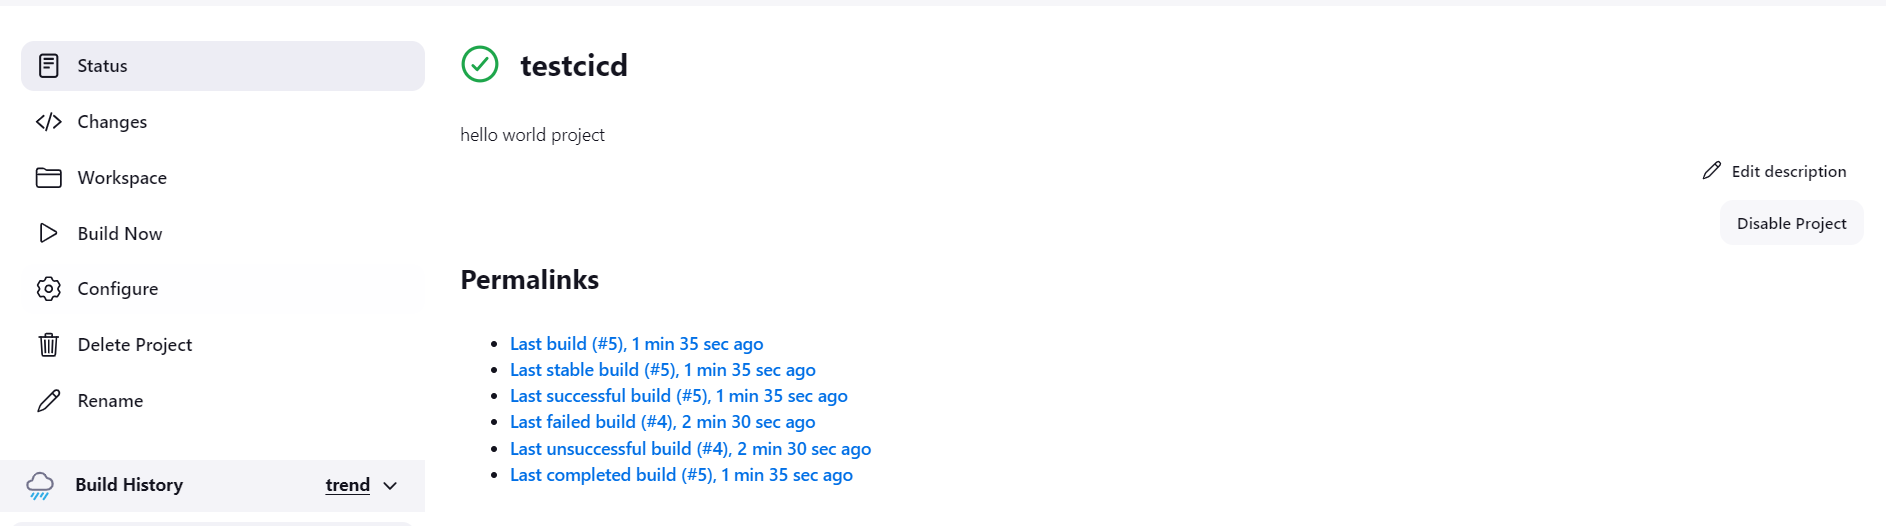 Status
Changes
Workspace
Build Now
Configure
Delete Project
Rename
Build History trend
testcicd
hello world project
Edit description
Disable Project
Permalinks
Last build (#5), 1 min 35 sec ago
Last stable build (#5), 1 min 35 sec ago
Last successful build (#5), 1 min 35 sec ago
Last failed build (#4), 2 min 30 sec ago
Last unsuccessful build (#4), 2 min 30 sec ago
Last completed build (#5), 1 min 35 sec ago